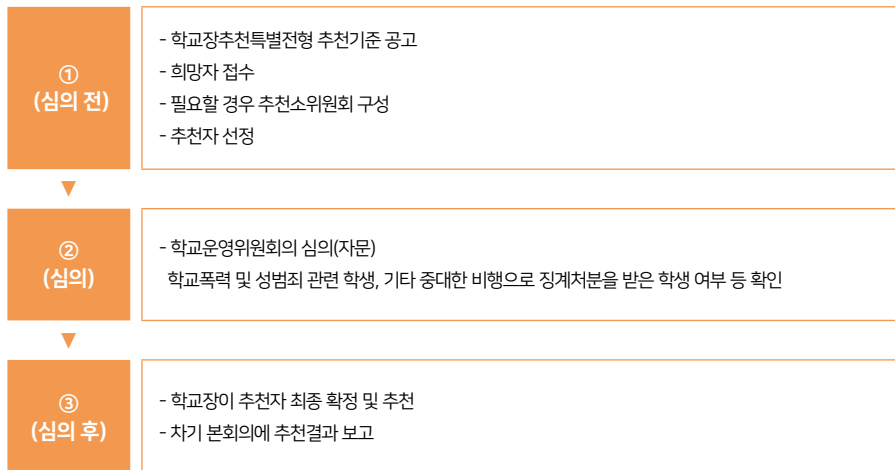 ①
(심의 전)
- 학교장추천특별전형 추천기준 공고
- 희망자 접수
- 필요할 경우 추천소위원회 구성
- 추천자 선정
②
(심의)
- 학교운영위원회의 심의(자문)
학교폭력 및 성범죄 관련 학생, 기타 중대한 비행으로 징계처분을 받은 학생 여부 등 확인
③
(심의 후)
- 학교장이 추천자 최종 확정 및 추천
- 차기 본회의에 추천결과 보고